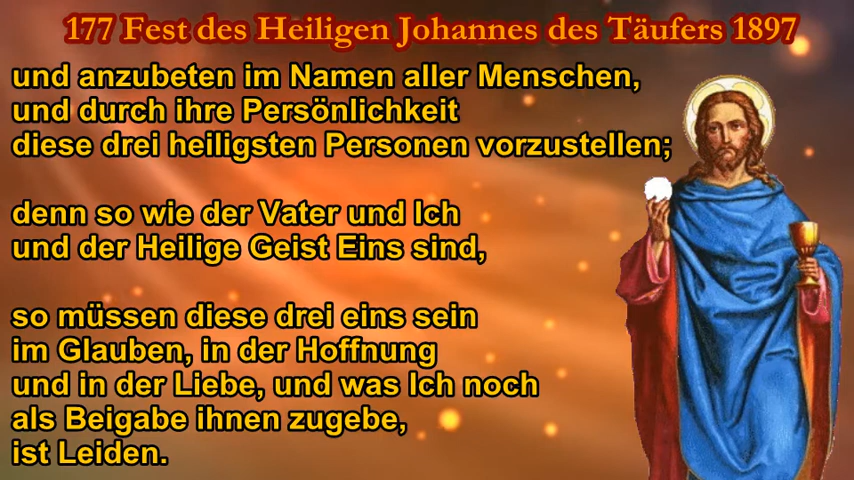 177 Fest des Heiligen Johannes des Täufers 1897
und anzubeten im Namen aller Menschen,
und durch ihre Persönlichkeit
diese drei heiligsten Personen vorzustellen;
denn so wie der Vater und Ich
und der Heilige Geist Eins sind,
so müssen diese drei eins sein
im Glauben, in der Hoffnung
und in der Liebe, und was Ich noch
als Beigabe ihnen zugebe,
ist Leiden.